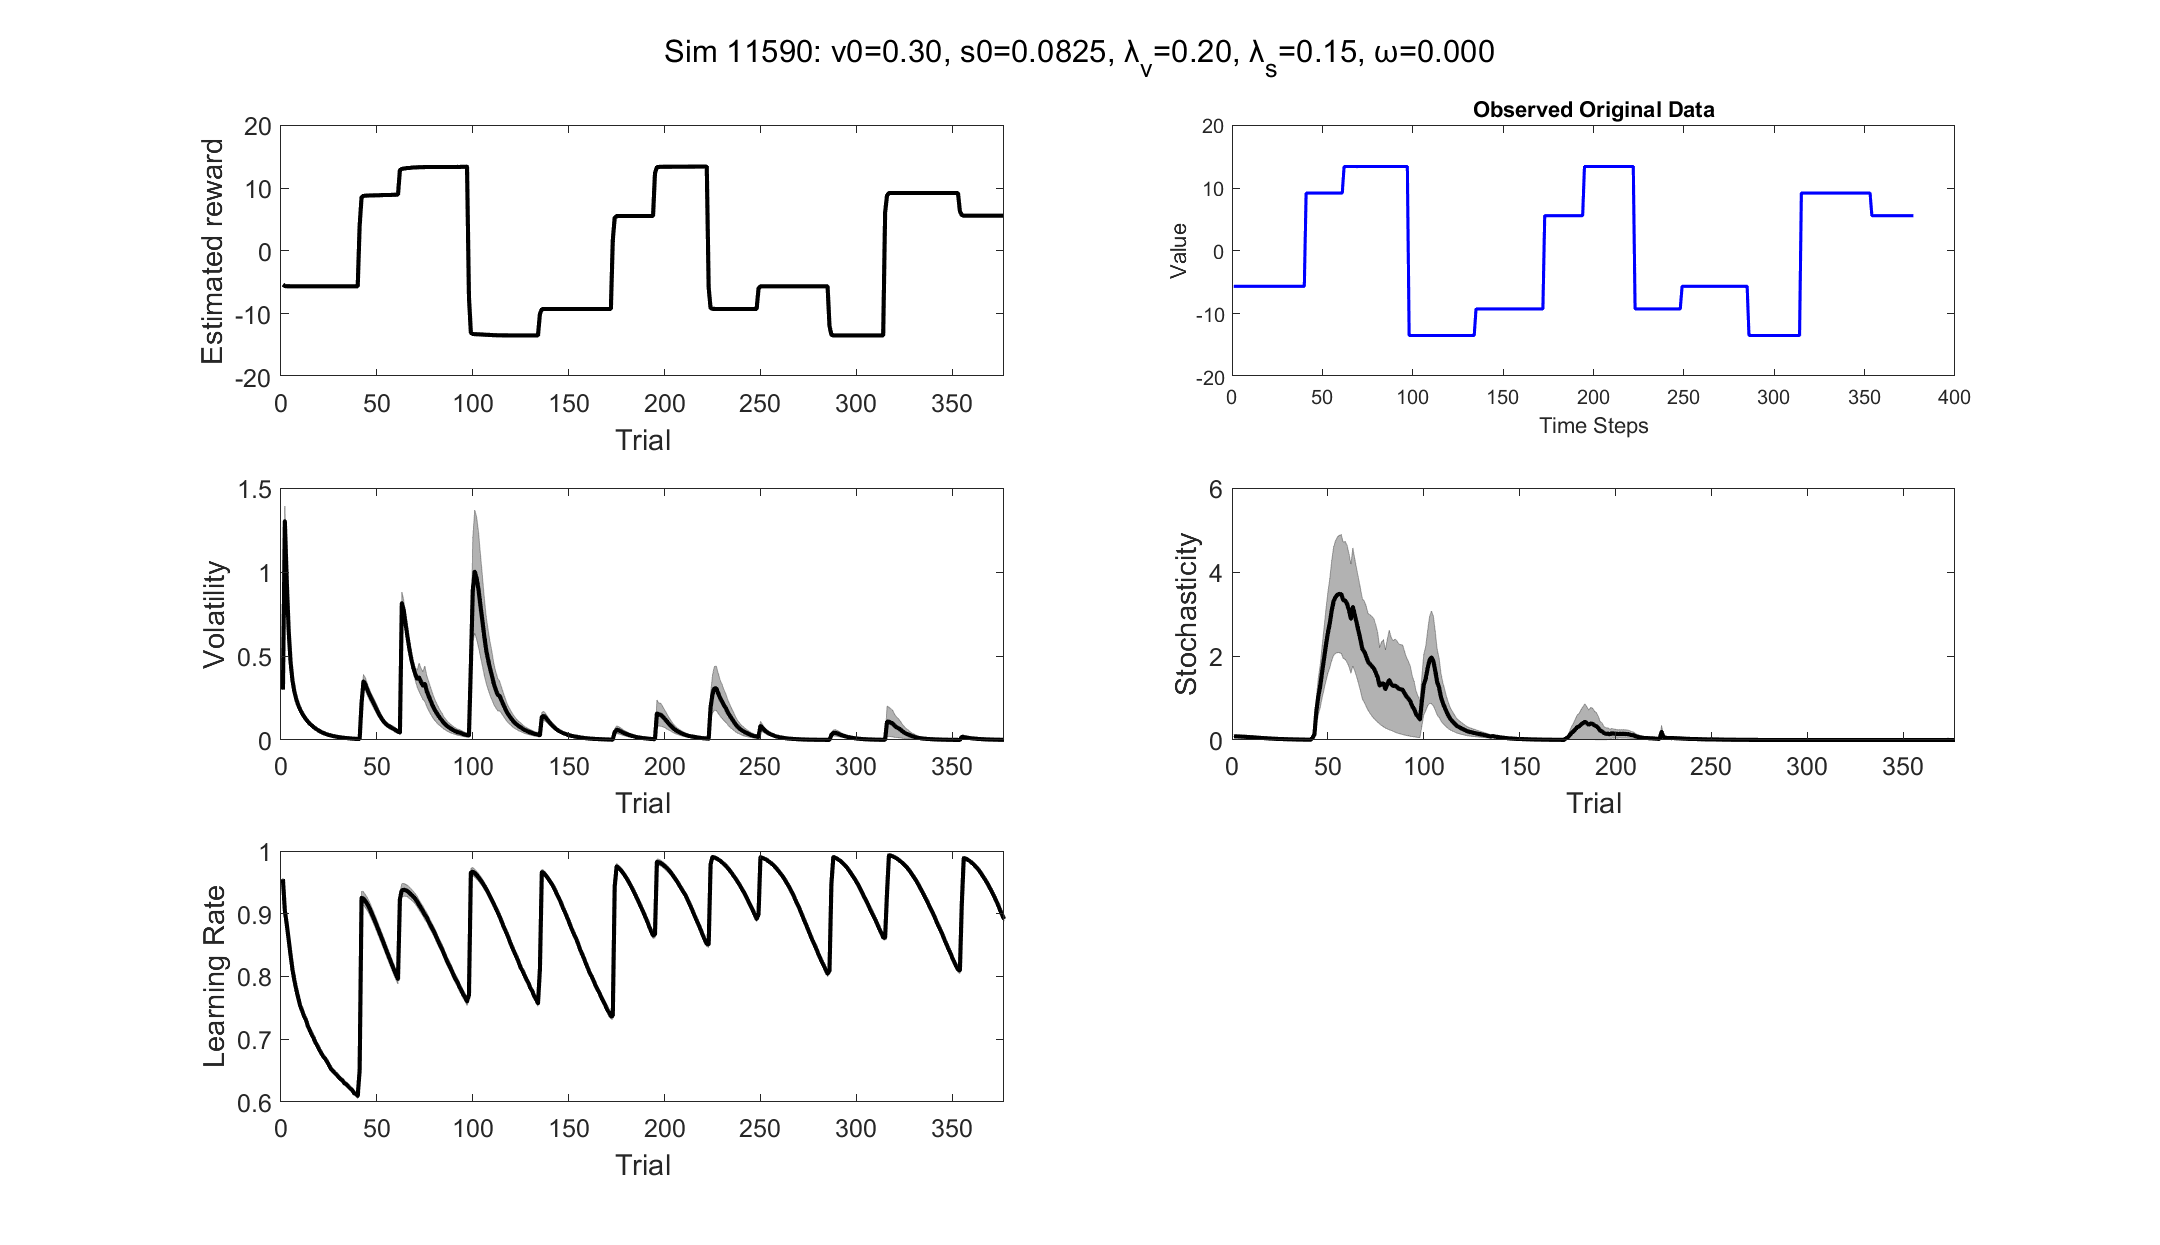 Sim 11590: v0=0.30, s0=0.0825, λ_v=0.20, λ_s=0.15, ω=0.000
Estimated reward
20
10
0
-10
-20
0 50 100 150 200 250 300 350
Trial
Observed Original Data
Value
20
10
0
-10
-20
0 50 100 150 200 250 300 350 400
Time Steps
Volatility
1.5
1
0.5
0
0 50 100 150 200 250 300 350
Trial
Stochasticity
6
4
2
0
0 50 100 150 200 250 300 350
Trial
Learning Rate
1
0.9
0.8
0.7
0.6
0 50 100 150 200 250 300 350
Trial